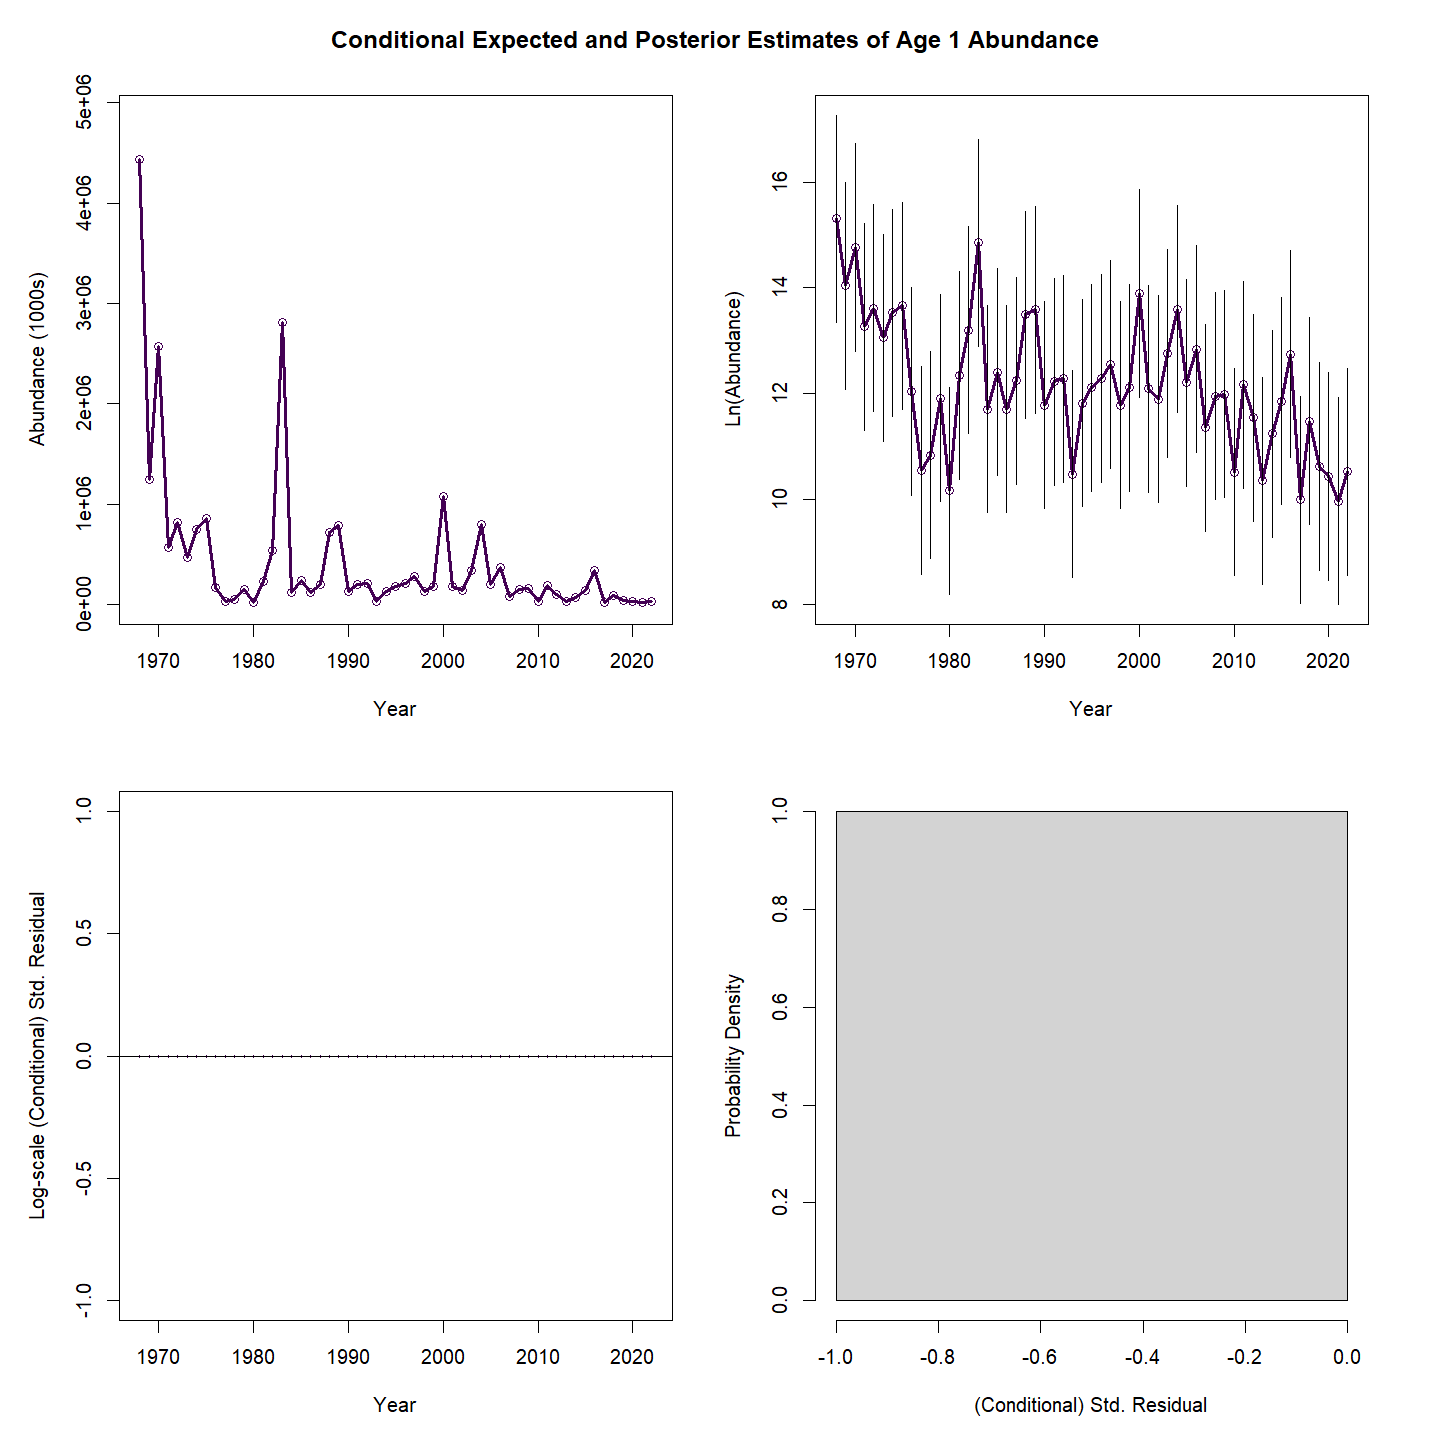 Conditional Expected and Posterior Estimates of Age 1 Abundance
Abundance (1000s)
5e+06
4e+06
3e+06
2e+06
1e+06
0e+00
1970 1980 1990 2000 2010 2020
Year
Ln(Abundance)
16
14
12
10
8
1970 1980 1990 2000 2010 2020
Year
Log-scale (Conditional) Std. Residual
1.0
0.5
0.0
-0.5
-1.0
1970 1980 1990 2000 2010 2020
Year
Probability Density
1.0
0.8
0.6
0.4
0.2
0.0
-1.0 -0.8 -0.6 -0.4 -0.2 0.0
(Conditional) Std. Residual